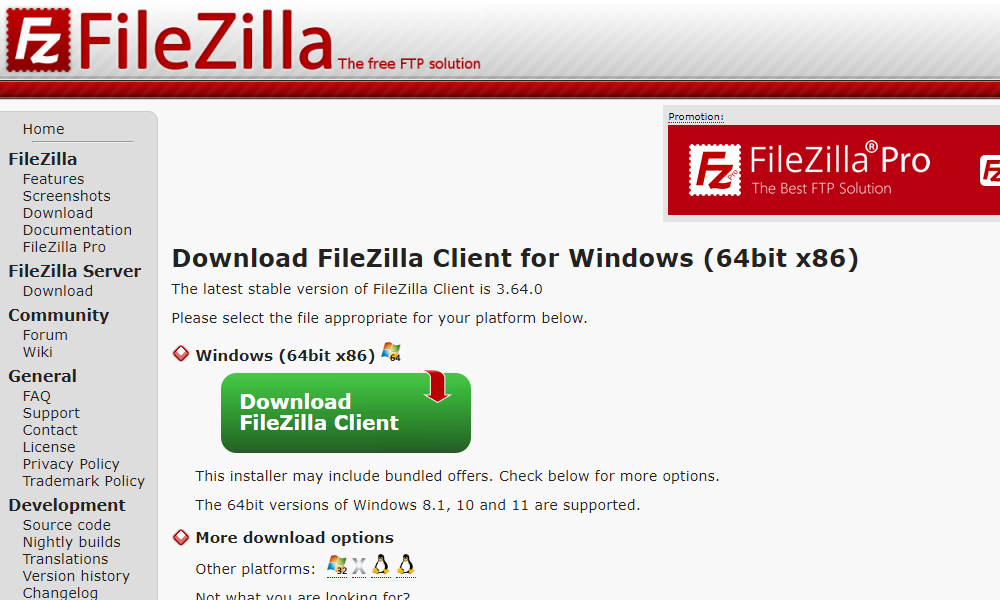 FileZilla The free FTP solution
Home
FileZilla
Features
Screenshots
Download
Documentation
FileZilla Pro
FileZilla Server
Download
Community
Forum
Wiki
General
FAQ
Support
Contact
License
Privacy Policy
Trademark Policy
Development
Source code
Nightly builds
Translations
Version history
Changelog
Promotion:
FileZilla® Pro
The Best FTP Solution
Download FileZilla Client for Windows (64bit x86)
The latest stable version of FileZilla Client is 3.64.0
Please select the file appropriate for your platform below.
Windows (64bit x86) 64
Download
FileZilla Client
This installer may include bundled offers. Check below for more options.
The 64bit versions of Windows 8.1, 10 and 11 are supported.
More download options
Other platforms: 32
Not what you are looking for?